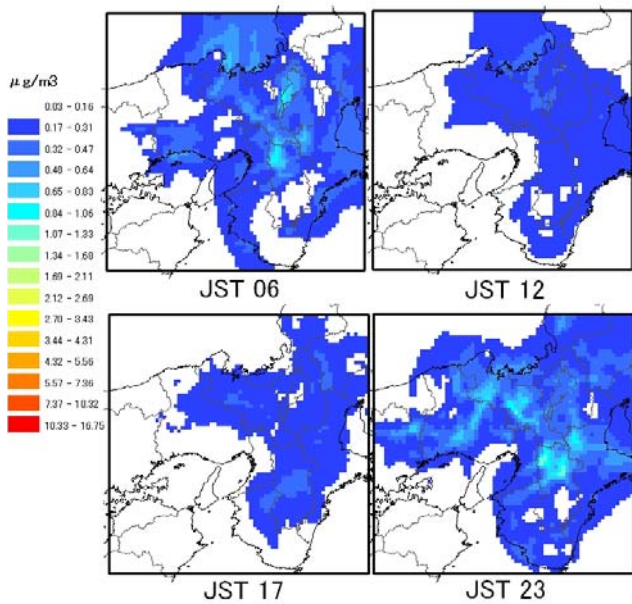 μg/m3
0.03 - 0.16
0.17 - 0.31
0.32 - 0.47
0.48 - 0.64
0.65 - 0.83
0.84 - 1.06
1.07 - 1.33
1.34 - 1.68
1.69 - 2.11
2.12 - 2.69
2.70 - 3.43
3.44 - 4.31
4.32 - 5.56
5.57 - 7.36
7.37 - 10.32
10.33 - 16.75
JST 06
JST 12
JST 17
JST 23